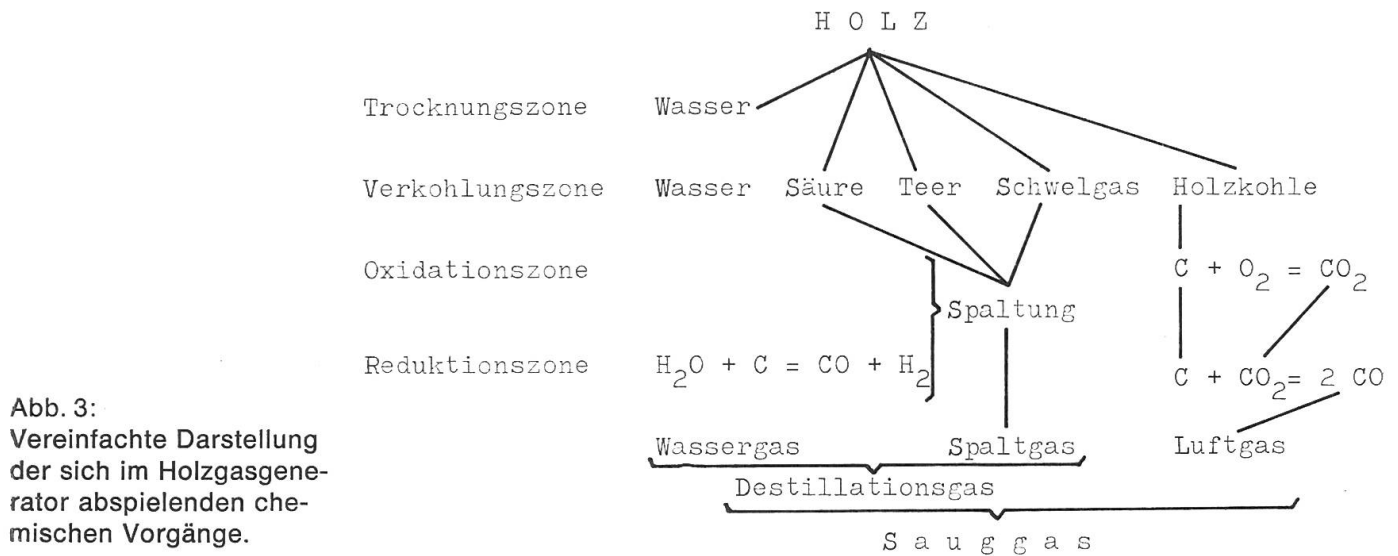 H O L Z
Trocknungszone Wasser
Verkohlungszone Wasser Säure Teer Schwelgas Holzkohle
Oxidationszone C + O₂ = CO₂
Spaltung
Reduktionszone H₂O + C = CO + H₂ C + CO₂= 2 CO
Wassergas Spaltgas Luftgas
Destillationsgas
S a u g g a s
Abb. 3:
Vereinfachte Darstellung
der sich im Holzgasgene-
rator abspielenden che-
mischen Vorgänge.